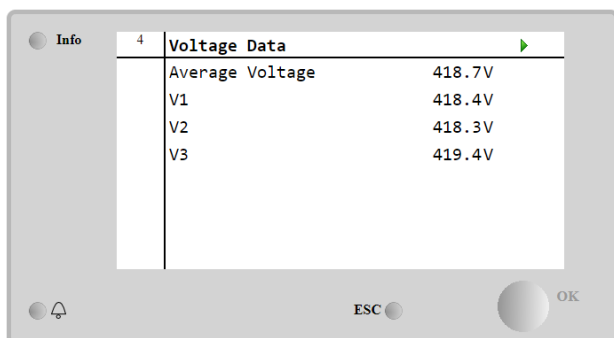 Info
4 Voltage Data
Average Voltage 418.7V
V1 418.4V
V2 418.3V
V3 419.4V
ESC
OK